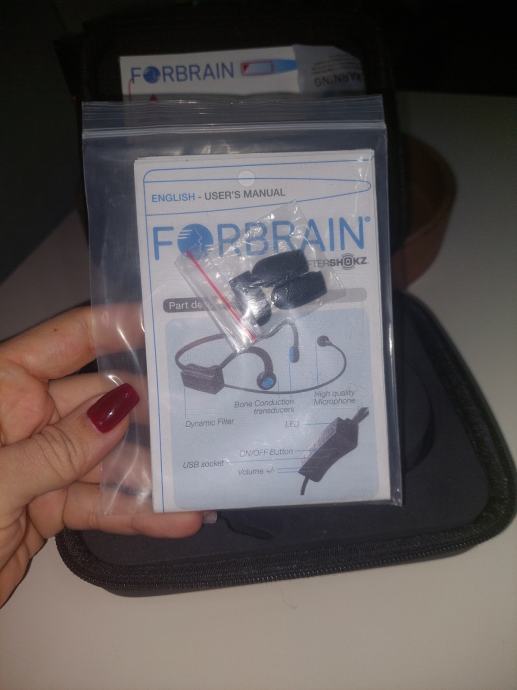 FORBRAIN
WARNING
ENGLISH - USER'S MANUAL
FORBRAIN®
AFTERSHOKZ
Part
Bone Conduction
transducers
High quality
Microphone
Dynamic Filter
LED
ON/OFF Button
USB socket
Volume +/-